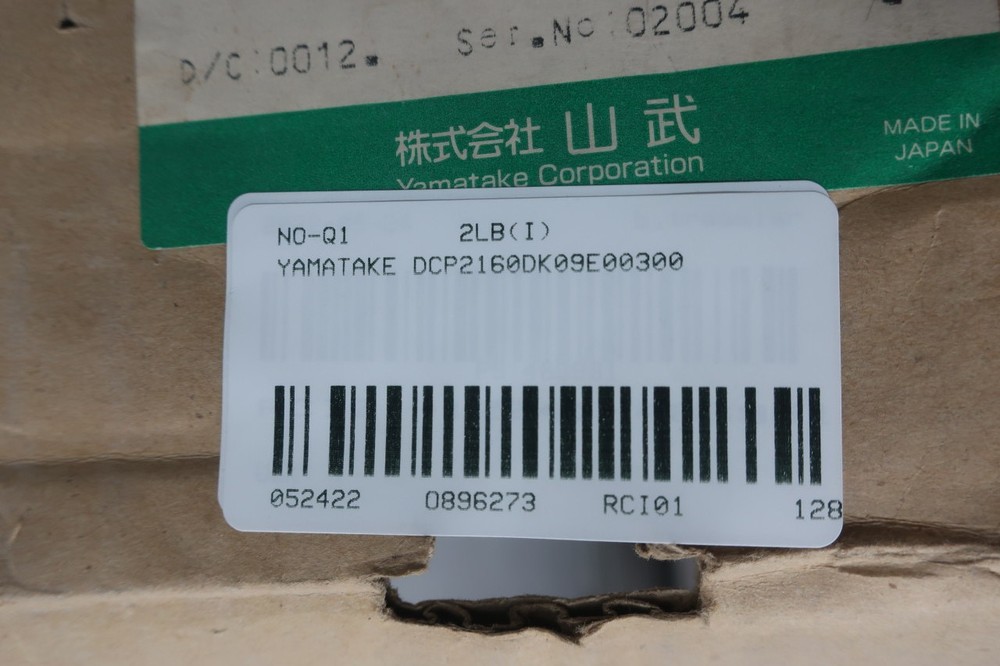 D/C:0012. Ser.No:02004
株式会社 山武
Yamatake Corporation
MADE IN
JAPAN
NO-Q1 2LB(I)
YAMATAKE DCP2160DK09E00300
052422 0896273 RCI01 128